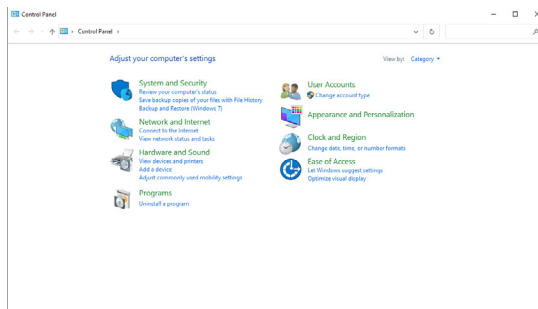 Control Panel
Control Panel
Adjust your computer's settings
View by: Category
System and Security
Review your computer's status
Save backup copies of your files with File History
Backup and Restore (Windows 7)
Network and Internet
Connect to the Internet
View network status and tasks
Hardware and Sound
View devices and printers
Add a device
Adjust commonly used mobility settings
Programs
Uninstall a program
User Accounts
Change account type
Appearance and Personalization
Clock and Region
Change date, time, or number formats
Ease of Access
Let Windows suggest settings
Optimize visual display